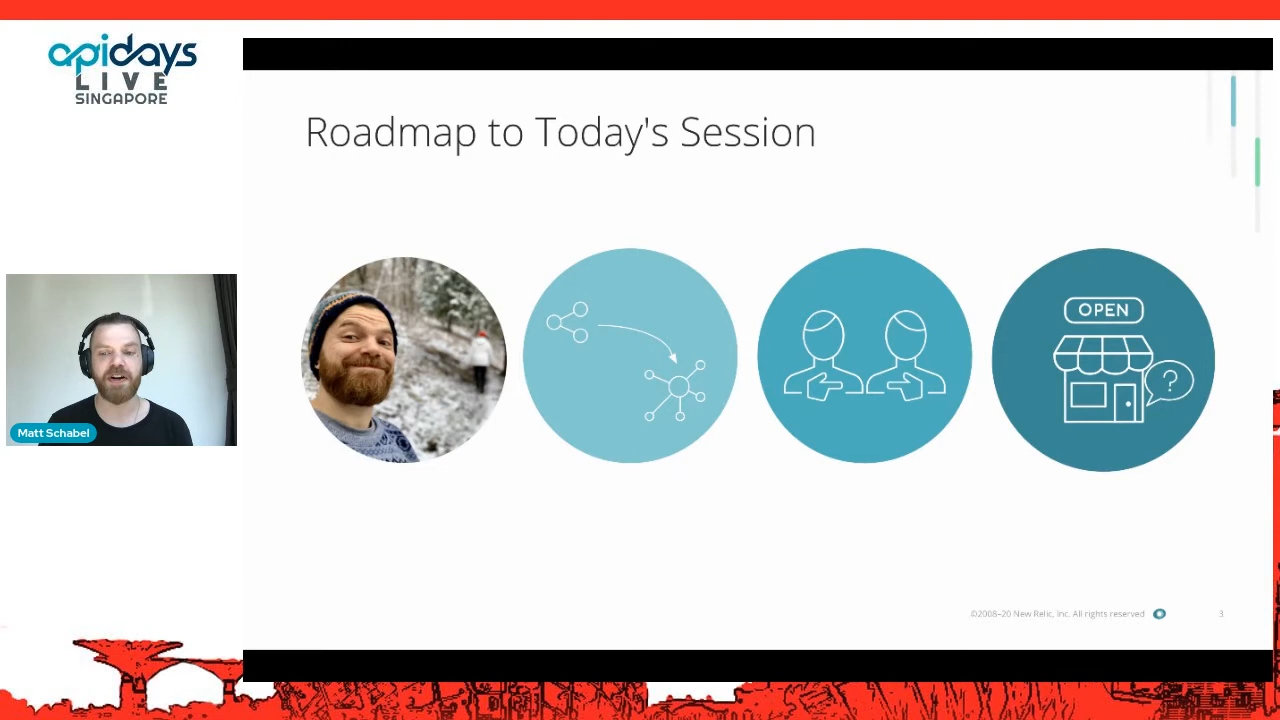 apidays
LIVE
SINGAPORE
Roadmap to Today's Session
OPEN
?
Matt Schabel
©2008–20 New Relic, Inc. All rights reserved
3